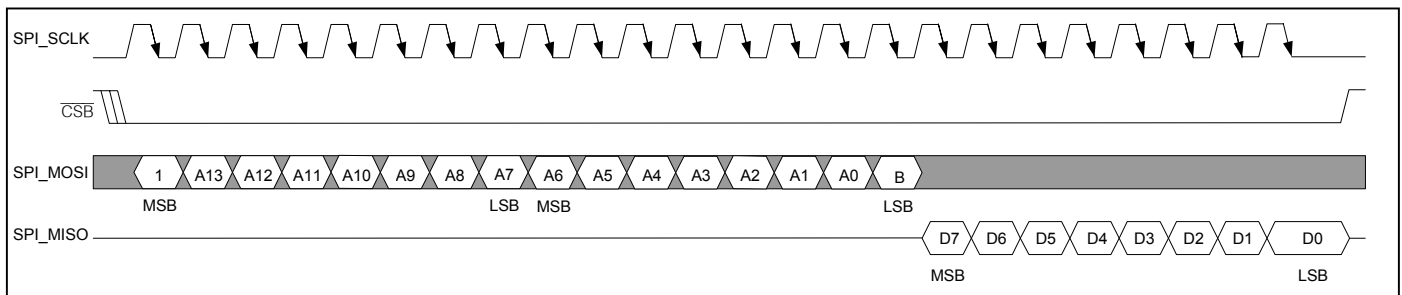 SPI_SCLK
CSB
SPI_MOSI 1 A13 A12 A11 A10 A9 A8 A7 A6 A5 A4 A3 A2 A1 A0 B
MSB LSB MSB LSB
SPI_MISO D7 D6 D5 D4 D3 D2 D1 D0
MSB LSB